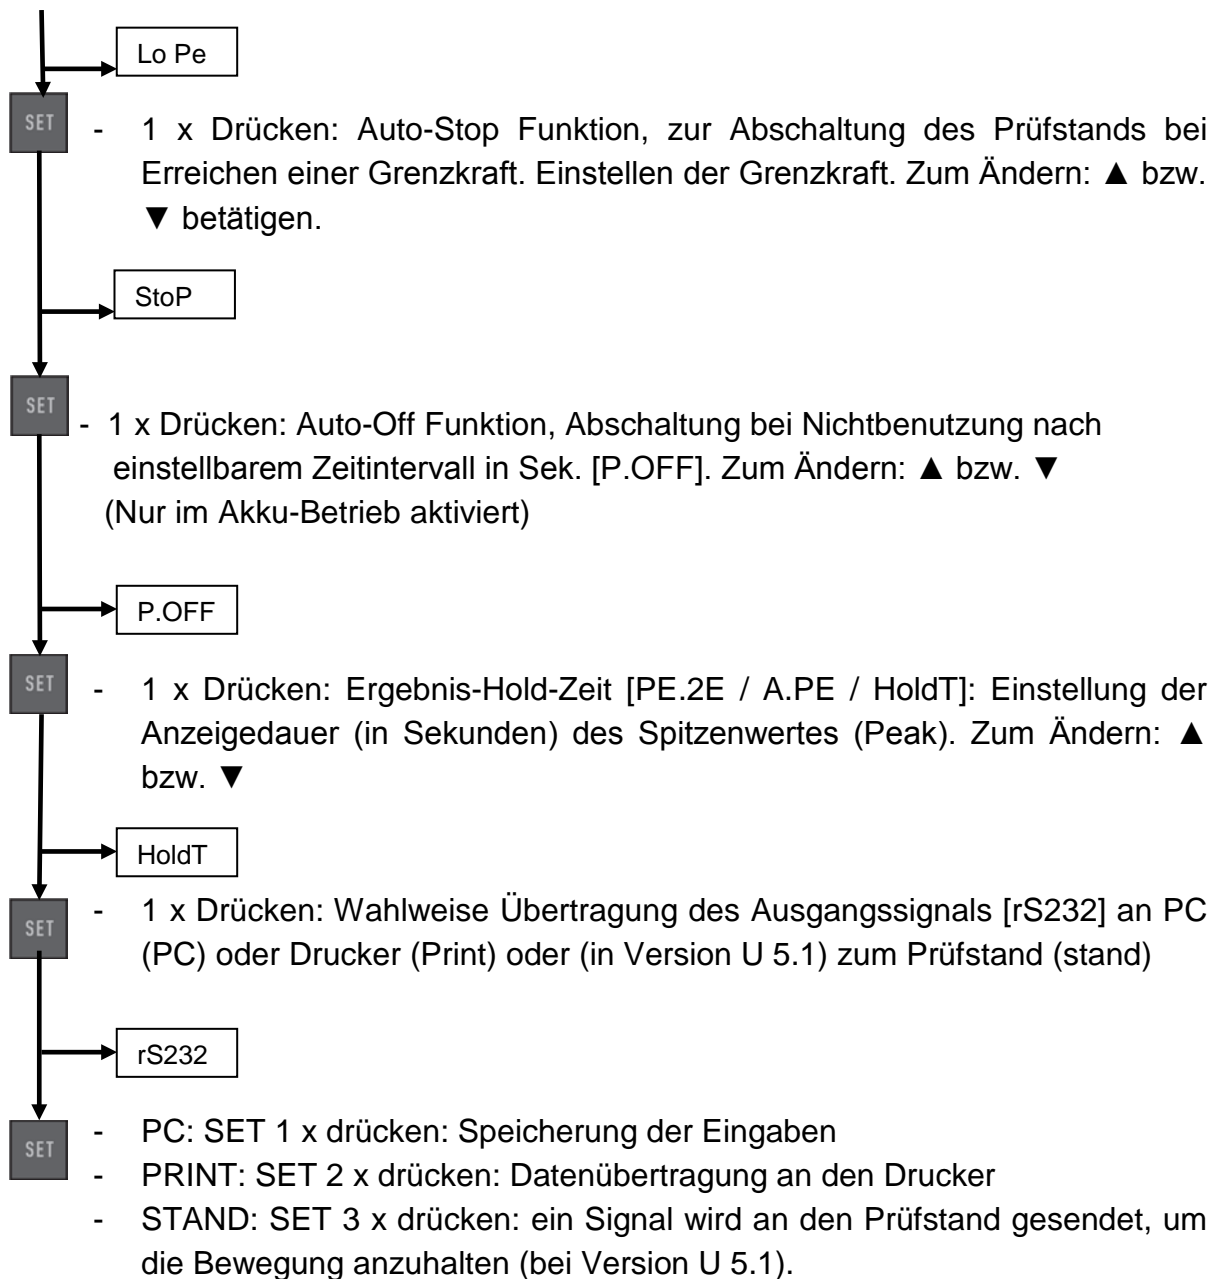 Lo Pe
SET
- 1 x Drücken: Auto-Stop Funktion, zur Abschaltung des Prüfstands bei
Erreichen einer Grenzkraft. Einstellen der Grenzkraft. Zum Ändern: ▲ bzw.
▼ betätigen.
StoP
SET
- 1 x Drücken: Auto-Off Funktion, Abschaltung bei Nichtbenutzung nach
einstellbarem Zeitintervall in Sek. [P.OFF]. Zum Ändern: ▲ bzw. ▼
(Nur im Akku-Betrieb aktiviert)
P.OFF
SET
- 1 x Drücken: Ergebnis-Hold-Zeit [PE.2E / A.PE / HoldT]: Einstellung der
Anzeigedauer (in Sekunden) des Spitzenwertes (Peak). Zum Ändern: ▲
bzw. ▼
HoldT
SET
- 1 x Drücken: Wahlweise Übertragung des Ausgangssignals [rS232] an PC
(PC) oder Drucker (Print) oder (in Version U 5.1) zum Prüfstand (stand)
rS232
SET
- PC: SET 1 x drücken: Speicherung der Eingaben
- PRINT: SET 2 x drücken: Datenübertragung an den Drucker
- STAND: SET 3 x drücken: ein Signal wird an den Prüfstand gesendet, um
die Bewegung anzuhalten (bei Version U 5.1).